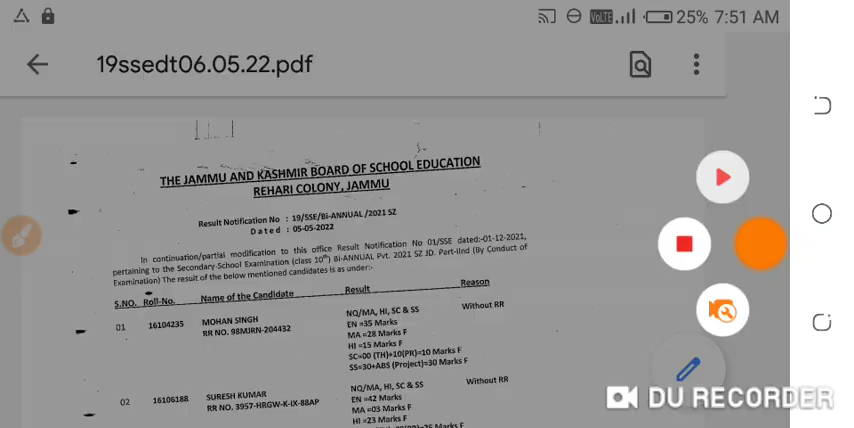 25% 7:51 AM
19ssedt06.05.22.pdf
THE JAMMU AND KASHMIR BOARD OF SCHOOL EDUCATION
REHARI COLONY, JAMMU
Result Notification No : 19/SSE/Bi-ANNUAL /2021 SZ
Dated : 05-05-2022
In continuation/partial modification to this office Result Notification No 01/SSE dated:-01-12-2021,
pertaining to the Secondary School Examination (class 10th) Bi-ANNUAL Pvt. 2021 SZ JD. Part-IInd (By Conduct of
Examination) The result of the below mentioned candidates is as under:-
S.NO. Roll-No. Name of the Candidate Result Reason
01 16104235 MOHAN SINGH NQ/MA, HI, SC & SS Without RR
RR NO. 98MJRN-204432 EN =35 Marks
MA =28 Marks F
HI =15 Marks F
SC=00 (TH)+10(PR)=10 Marks F
SS=30+ABS (Project)=30 Marks F
02 16106188 SURESH KUMAR NQ/MA, HI, SC & SS Without RR
RR NO. 3957-HRGW-K-IX-88AP EN =42 Marks
MA =03 Marks F
HI =23 Marks F
DU RECORDER